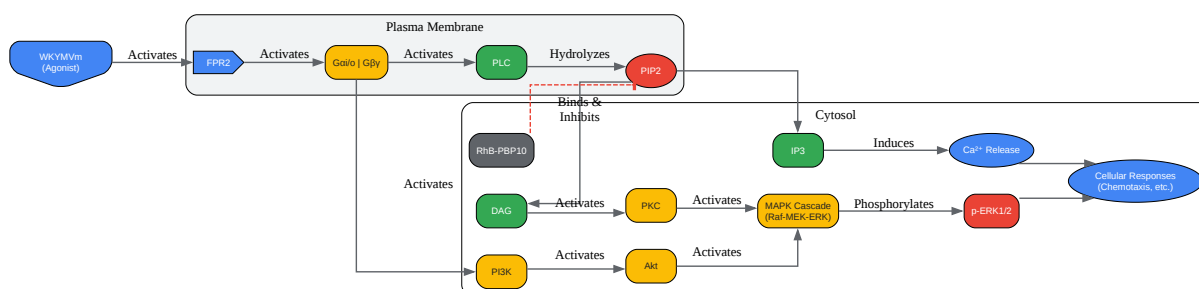 Plasma Membrane
WKYMVm
(Agonist)
Activates
FPR2
Activates
Gαi/o | Gβγ
Activates
PLC
Hydrolyzes
PIP2
Binds &
Inhibits
Cytosol
RhB-PBP10
IP3
Induces
Ca²⁺ Release
Activates
Cellular Responses
(Chemotaxis, etc.)
DAG
Activates
PKC
Activates
MAPK Cascade
(Raf-MEK-ERK)
Phosphorylates
p-ERK1/2
PI3K
Activates
Akt
Activates